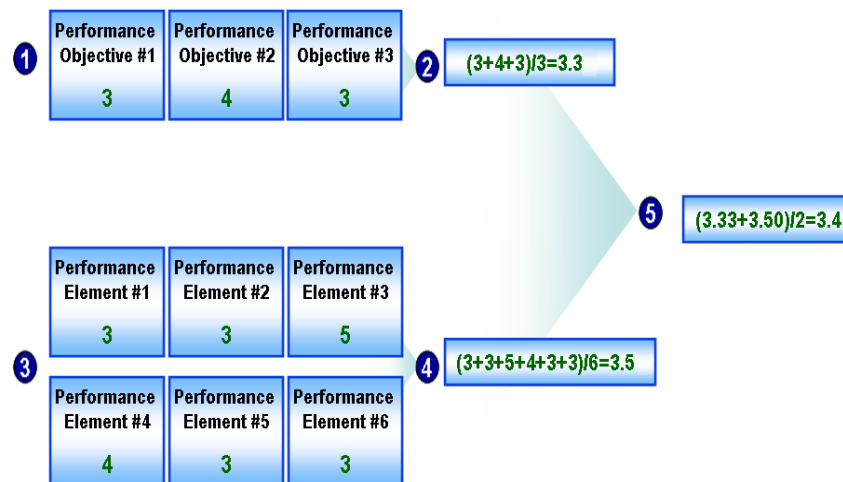 1
Performance
Objective #1
3
Performance
Objective #2
4
Performance
Objective #3
3
2
(3+4+3)/3=3.3
3
Performance
Element #1
3
Performance
Element #2
3
Performance
Element #3
5
Performance
Element #4
4
Performance
Element #5
3
Performance
Element #6
3
4
(3+3+5+4+3+3)/6=3.5
5
(3.33+3.50)/2=3.4